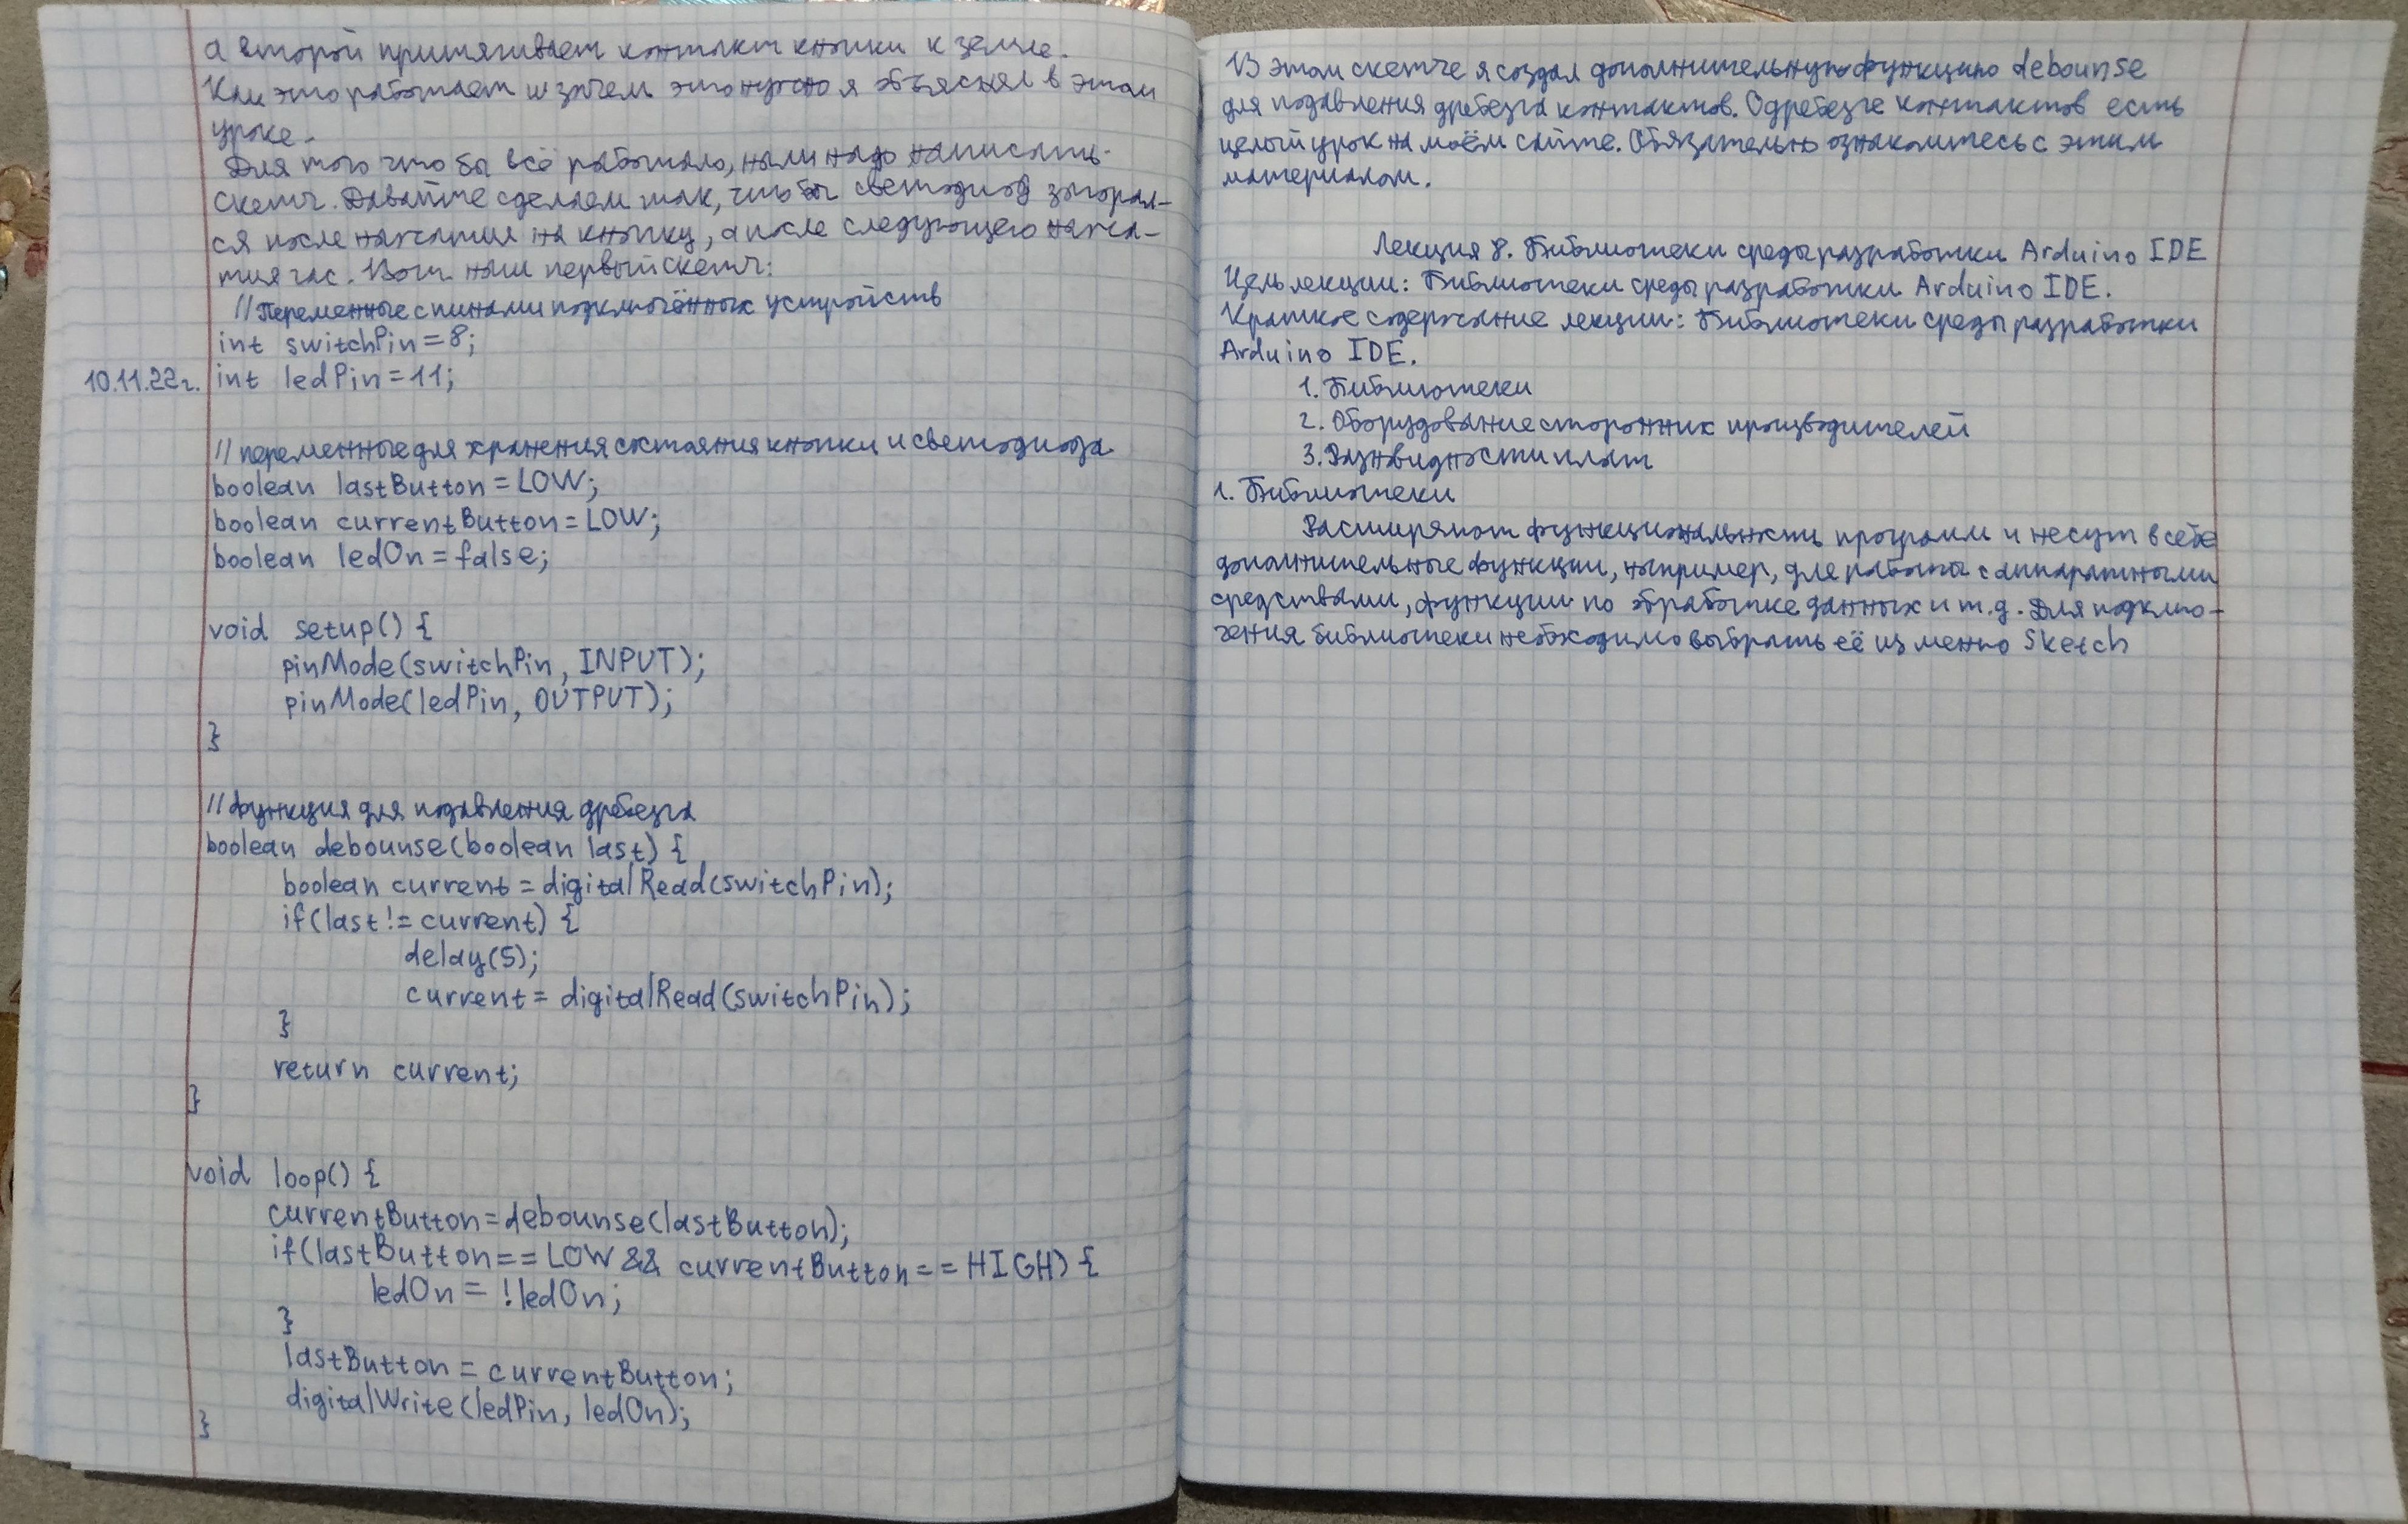 а второй притягивает контакт кнопки к земле.
Как это работает и зачем это нужно я объяснял в этом
уроке.
Для того что бы всё работало, нам надо написать
скетч. Давайте сделаем так, что бы светодиод загорал-
ся после нажатия на кнопку, а после следующего нажа-
тия гас. Вот наш первый скетч:
//Переменные с пинами подключённых устройств
int switchPin=8;
10.11.22г. int ledPin=11;
//переменные для хранения состояния кнопки и светодиода
boolean lastButton=LOW;
boolean currentButton=LOW;
boolean ledOn=false;
void setup() {
pinMode(switchPin, INPUT);
pinMode(ledPin, OUTPUT);
}
//функция для подавления дребезга
boolean debounse(boolean last) {
boolean current=digitalRead(switchPin);
if(last!=current) {
delay(5);
current=digitalRead(switchPin);
}
return current;
}
void loop() {
currentButton=debounse(lastButton);
if(lastButton==LOW && currentButton==HIGH) {
ledOn=!ledOn;
}
lastButton=currentButton;
digitalWrite(ledPin, ledOn);
}
В этом скетче я создал дополнительную функцию debounse
для подавления дребезга контактов. О дребезге контактов есть
целый урок на моём сайте. Обязательно ознакомьтесь с этим
материалом.
Лекция 8. Библиотеки среды разработки Arduino IDE
Цель лекции: Библиотеки среды разработки Arduino IDE.
Краткое содержание лекции: Библиотеки среды разработки
Arduino IDE.
1. Библиотеки
2. Оборудование сторонних производителей
3. Разновидности плат
1. Библиотеки
Расширяют функциональность программ и несут в себе
дополнительные функции, например, для работы с аппаратными
средствами, функции по обработке данных и т.д. Для подклю-
чения библиотеки необходимо выбрать её из меню Sketch